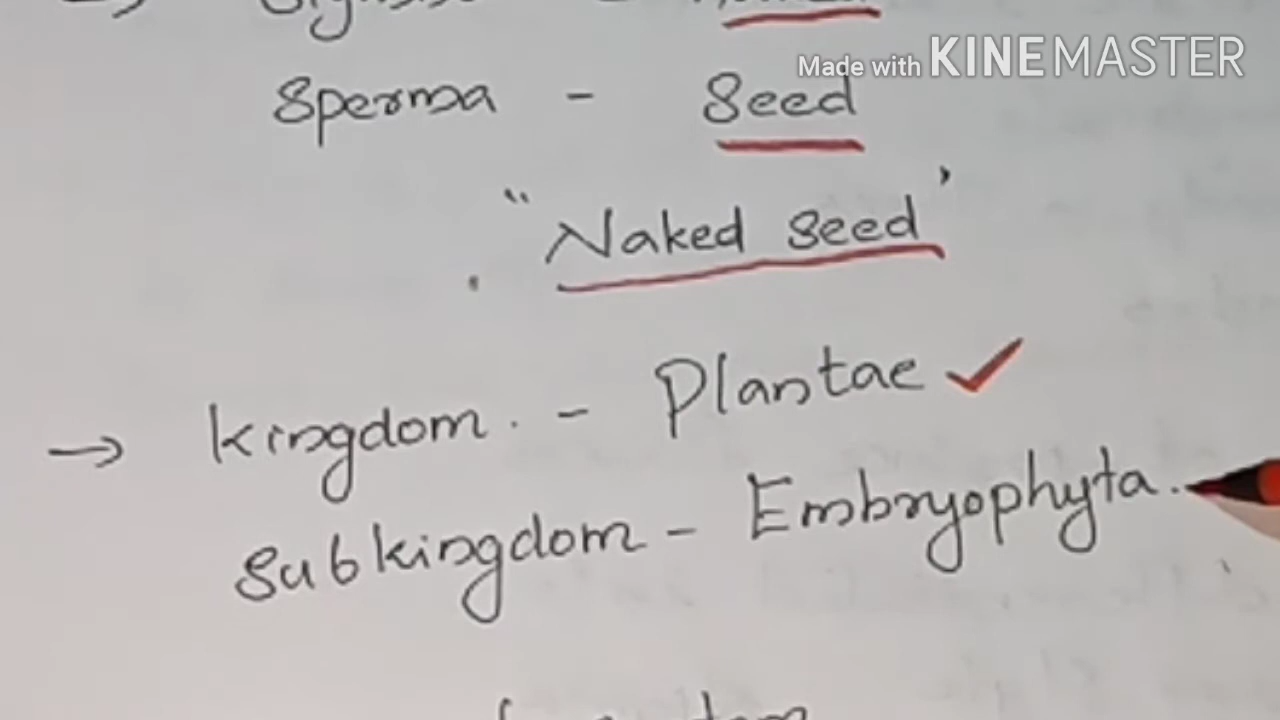 Made with KINEMASTER
Sperma - Seed
"Naked seed"
→ Kingdom. - Plantae ✓
Subkingdom - Embryophyta.